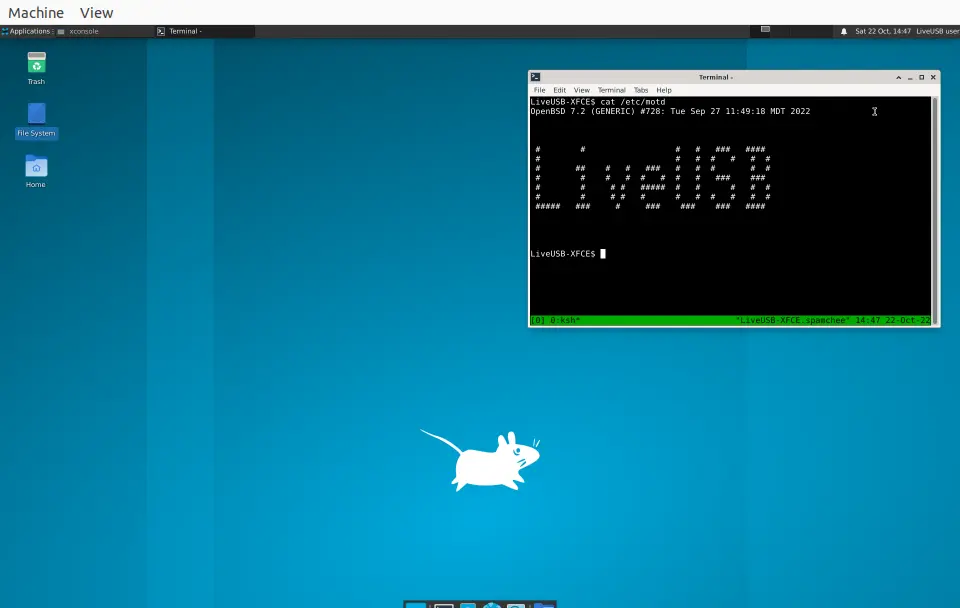 Machine View
Applications xconsole Terminal - Sat 22 Oct, 14:47 LiveUSB user
Trash
File System
Home
Terminal -
File Edit View Terminal Tabs Help
LiveUSB-XFCE$ cat /etc/motd
OpenBSD 7.2 (GENERIC) #728: Tue Sep 27 11:49:18 MDT 2022
LiveUSB
LiveUSB-XFCE$
[0] 0:ksh* "LiveUSB-XFCE.spamchee" 14:47 22-Oct-22